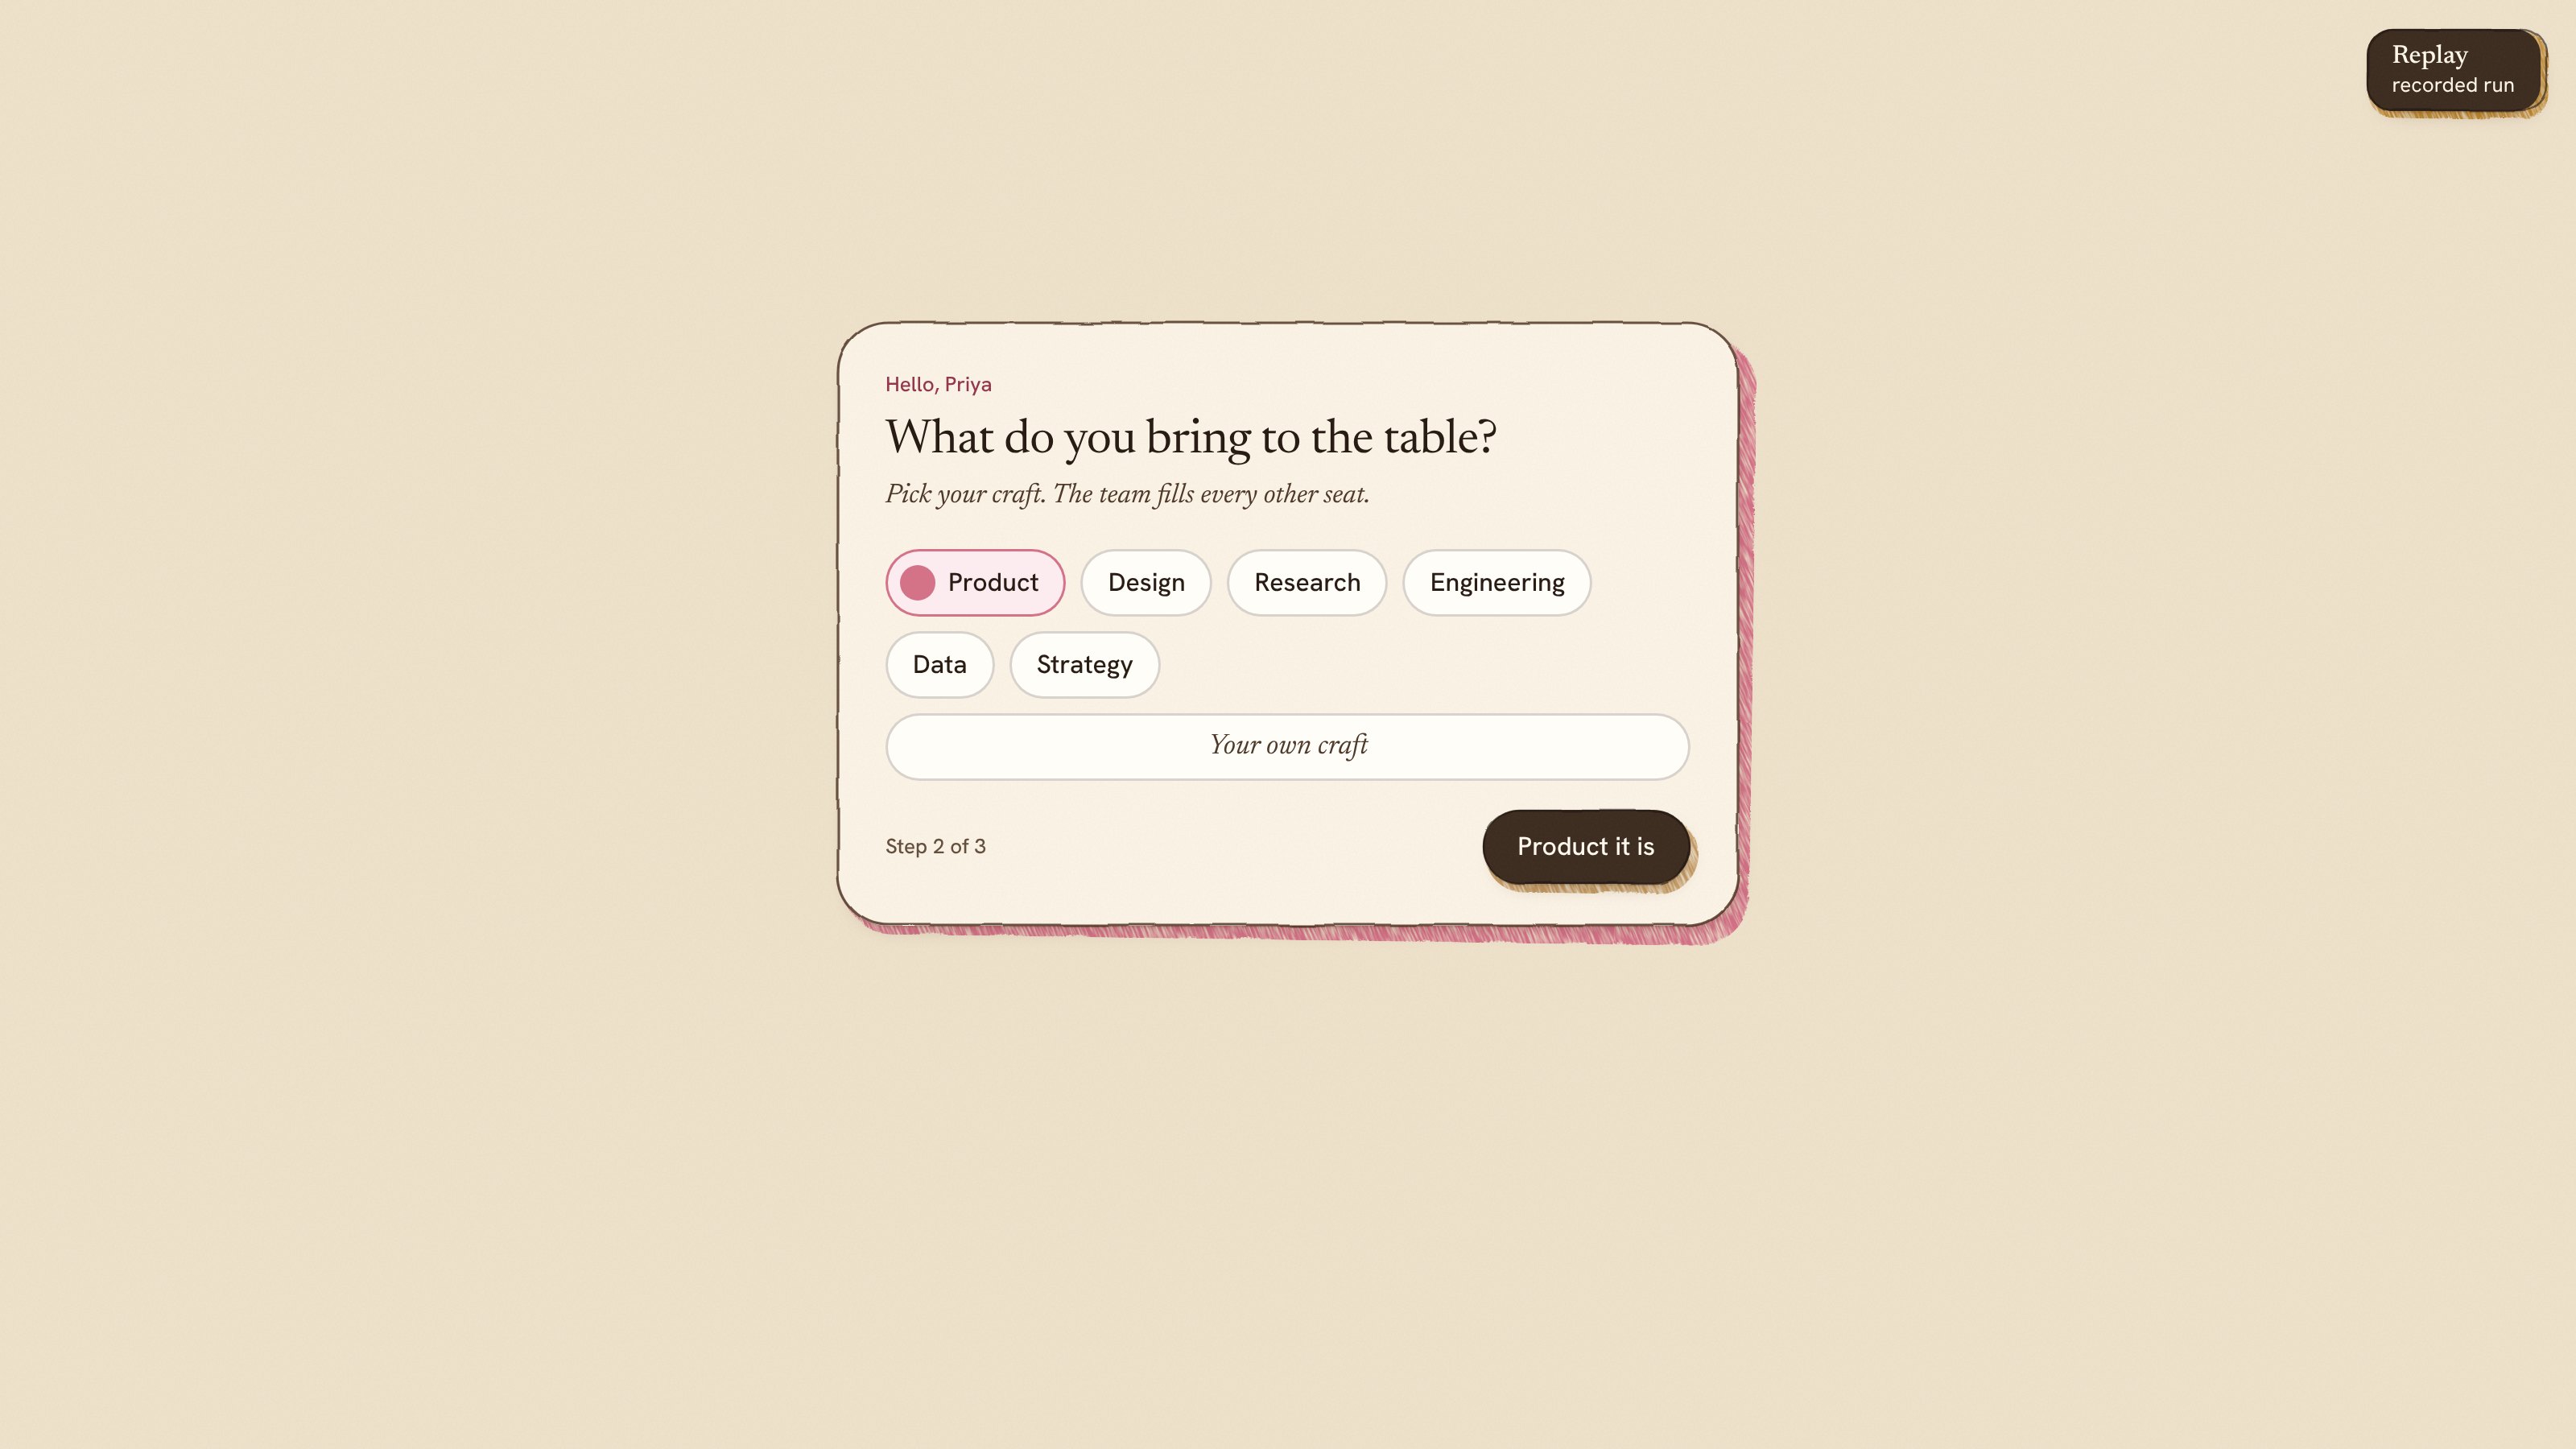 Replay
recorded run
Hello, Priya
What do you bring to the table?
Pick your craft. The team fills every other seat.
Product
Design
Research
Engineering
Data
Strategy
Your own craft
Step 2 of 3
Product it is